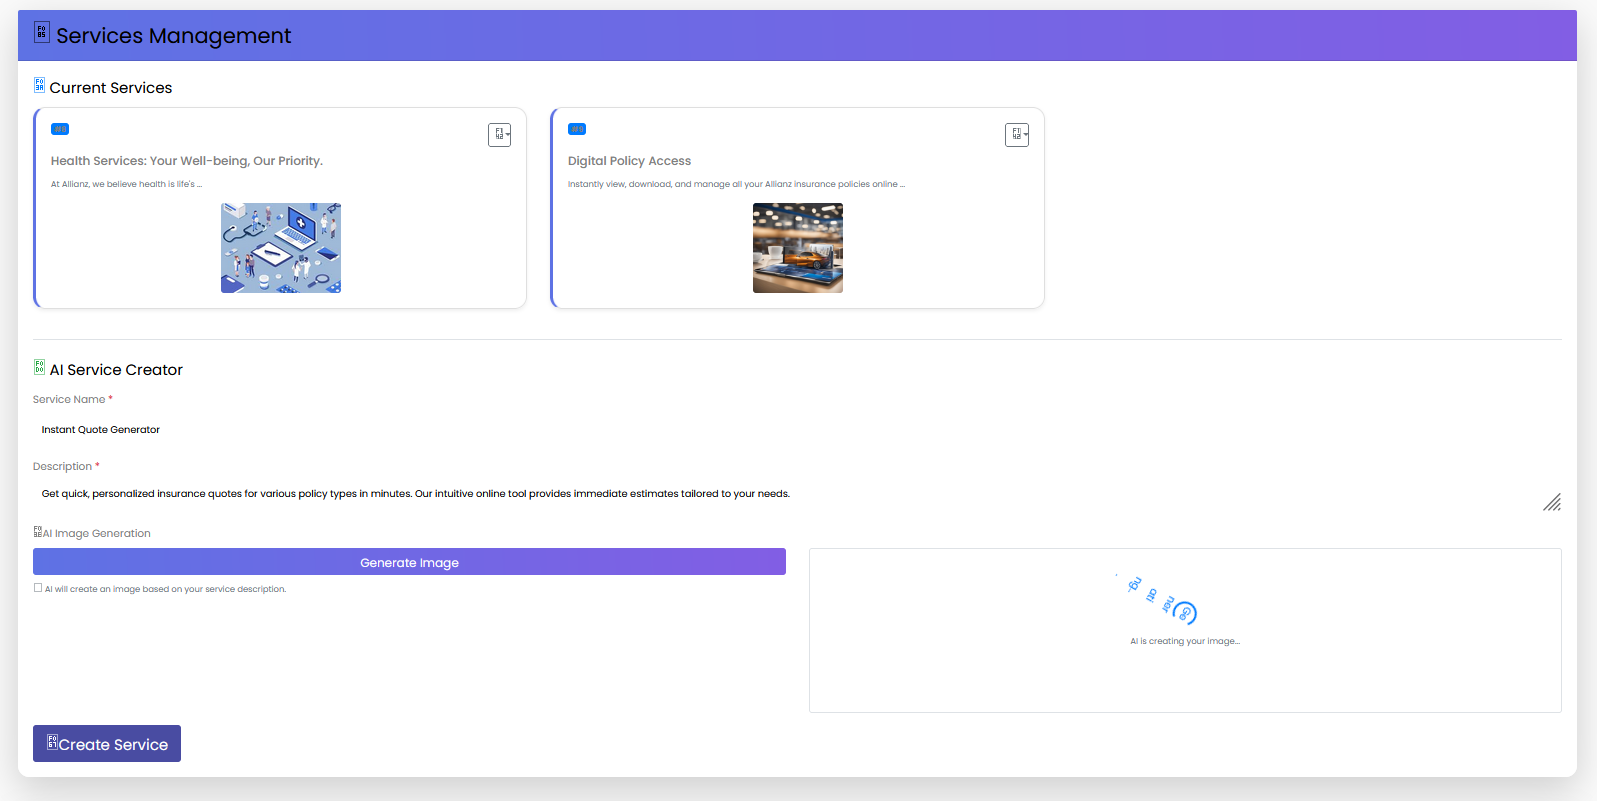 Services Management
Current Services
Health Services: Your Well-being, Our Priority.
At Allianz, we believe health is life's ...
Digital Policy Access
Instantly view, download, and manage all your Allianz insurance policies online ...
AI Service Creator
Service Name *
Instant Quote Generator
Description *
Get quick, personalized insurance quotes for various policy types in minutes. Our intuitive online tool provides immediate estimates tailored to your needs.
AI Image Generation
Generate Image
AI will create an image based on your service description.
Generating...
AI is creating your image...
Create Service